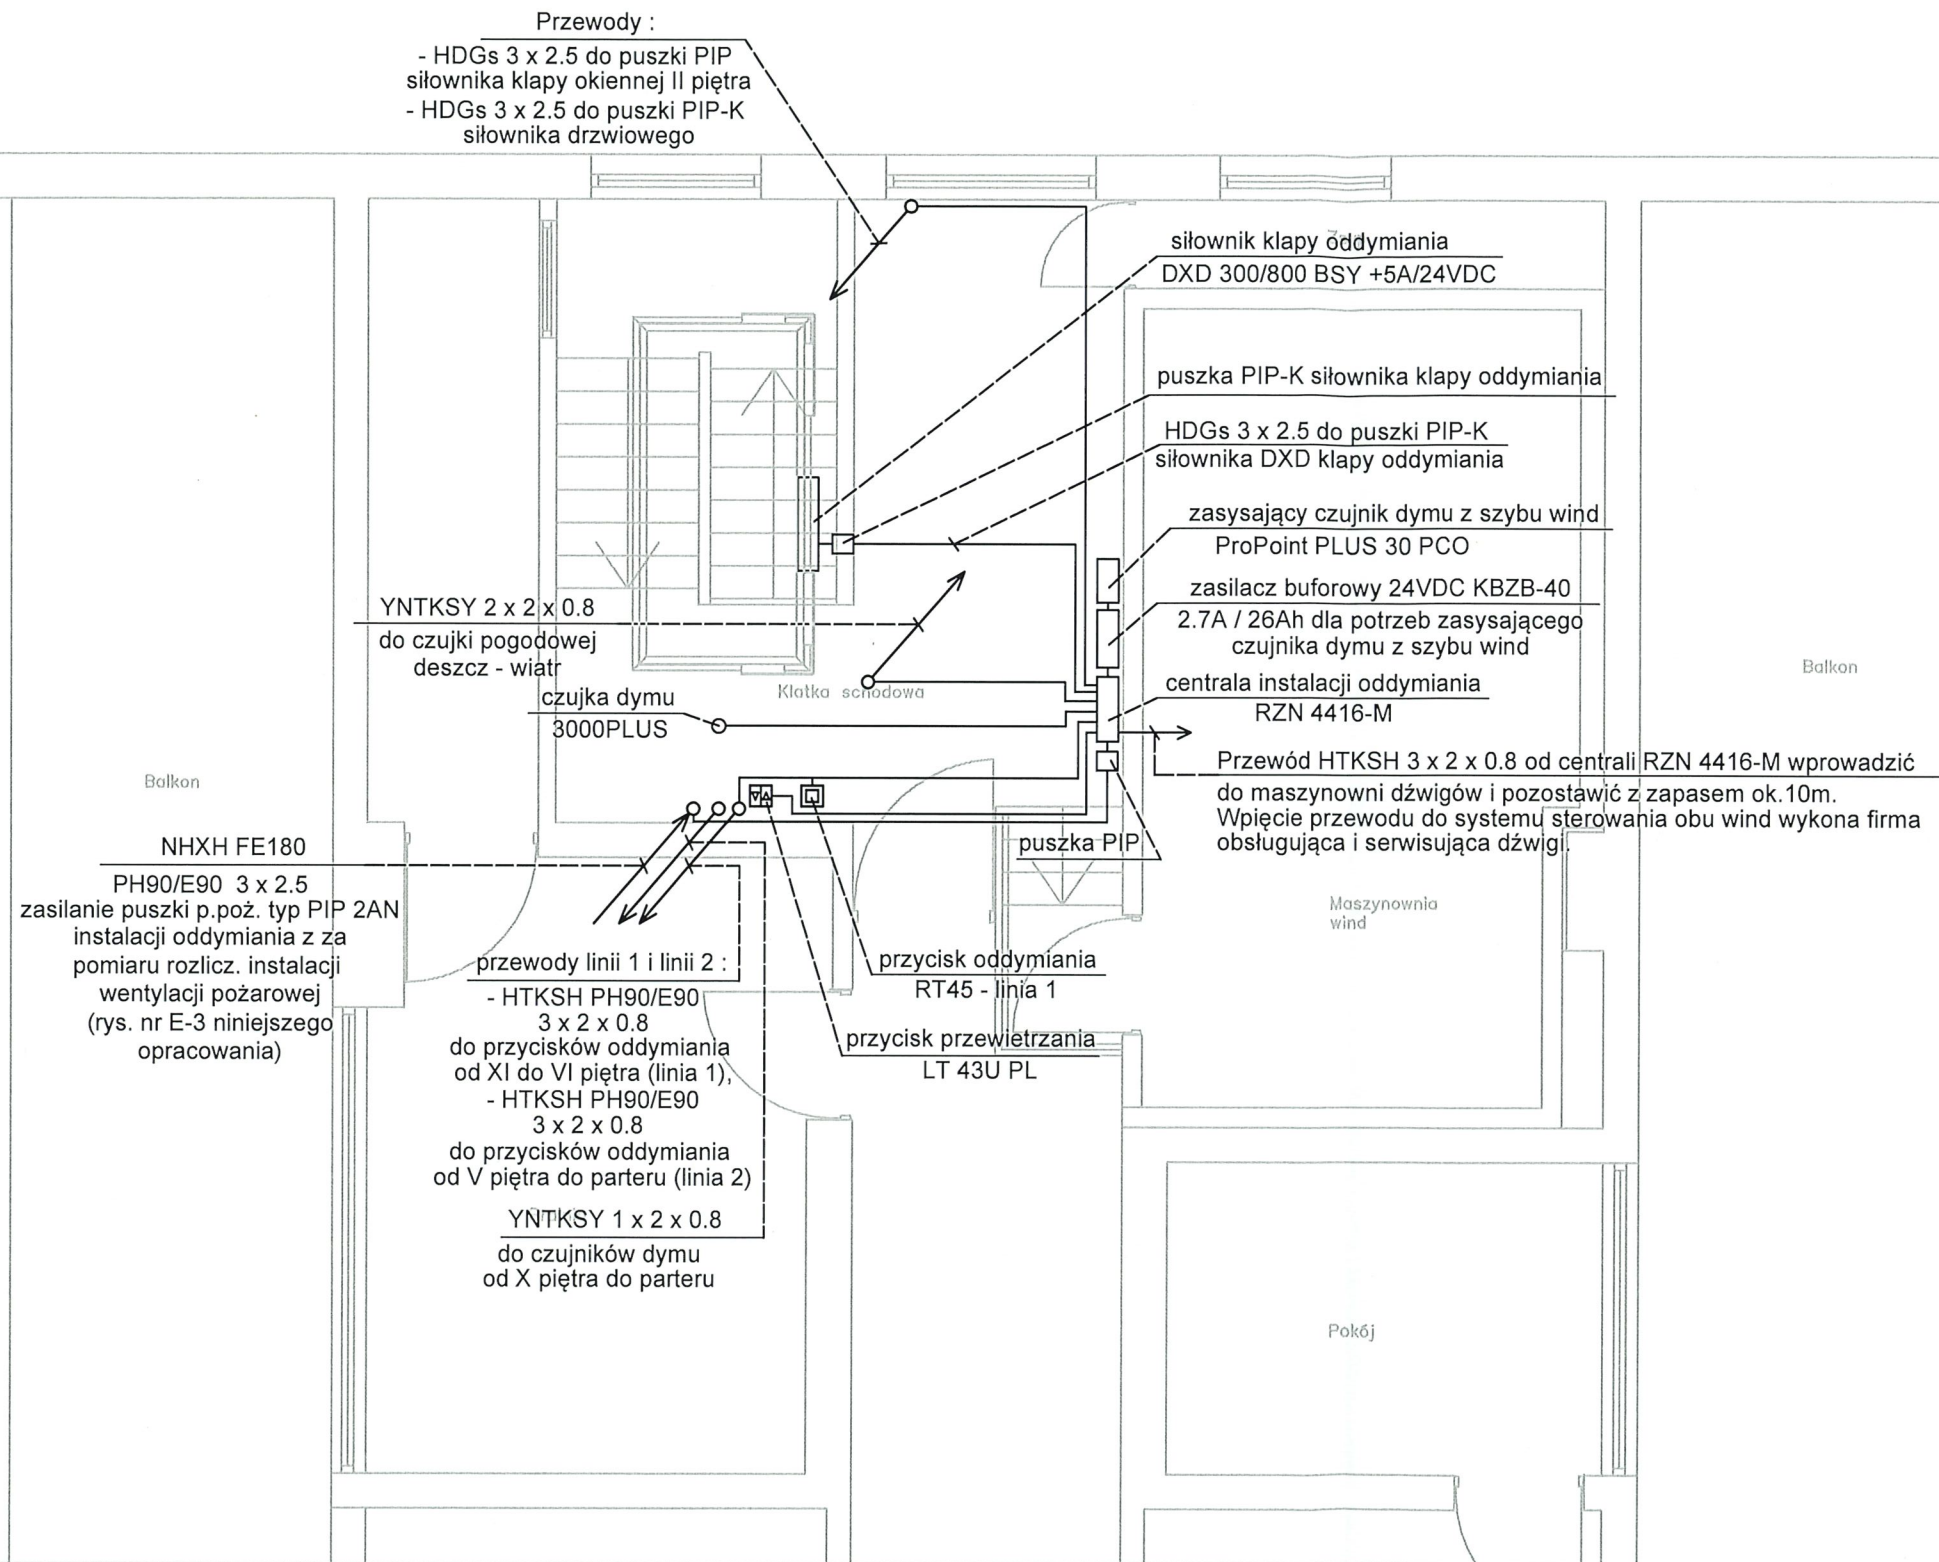 Przewody :
- HDGs 3 x 2.5 do puszki PIP
siłownika klapy okiennej II piętra
- HDGs 3 x 2.5 do puszki PIP-K
siłownika drzwiowego
siłownik klapy oddymiania
DXD 300/800 BSY +5A/24VDC
puszka PIP-K siłownika klapy oddymiania
HDGs 3 x 2.5 do puszki PIP-K
siłownika DXD klapy oddymiania
zasysający czujnik dymu z szybu wind
ProPoint PLUS 30 PCO
zasilacz buforowy 24VDC KBZB-40
2.7A / 26Ah dla potrzeb zasysającego
czujnika dymu z szybu wind
centrala instalacji oddymiania
RZN 4416-M
Przewód HTKSH 3 x 2 x 0.8 od centrali RZN 4416-M wprowadzić
do maszynowni dźwigów i pozostawić z zapasem ok.10m.
Wpięcie przewodu do systemu sterowania obu wind wykona firma
obsługująca i serwisująca dźwigi.
YNTKSY 2 x 2 x 0.8
do czujki pogodowej
deszcz - wiatr
czujka dymu
3000PLUS
Klatka schodowa
Balkon
Balkon
puszka PIP
Maszynownia
wind
NHXH FE180
PH90/E90 3 x 2.5
zasilanie puszki p.poż. typ PIP 2AN
instalacji oddymiania z za
pomiaru rozlicz. instalacji
wentylacji pożarowej
(rys. nr E-3 niniejszego
opracowania)
przewody linii 1 i linii 2 :
- HTKSH PH90/E90
3 x 2 x 0.8
do przycisków oddymiania
od XI do VI piętra (linia 1),
- HTKSH PH90/E90
3 x 2 x 0.8
do przycisków oddymiania
od V piętra do parteru (linia 2)
YNTKSY 1 x 2 x 0.8
do czujników dymu
od X piętra do parteru
przycisk oddymiania
RT45 - linia 1
przycisk przewietrzania
LT 43U PL
Pokój